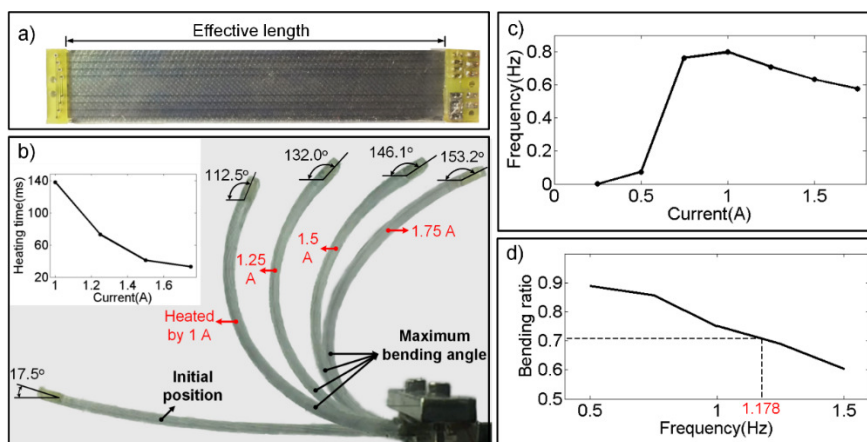 a)
Effective length
b)
Heating time(ms)
140
100
60
20
1
1.2
1.4
1.6
Current(A)
112.5°
132.0°
146.1°
153.2°
1.75 A
1.5
A
1.25
A
Heated
by 1 A
Maximum
bending angle
17.5°
Initial
position
c)
Frequency(Hz)
0.8
0.6
0.4
0.2
0
0
0.5
1
1.5
Current(A)
d)
Bending ratio
0.9
0.8
0.7
0.6
0.5
0.5
1
1.178
1.5
Frequency(Hz)